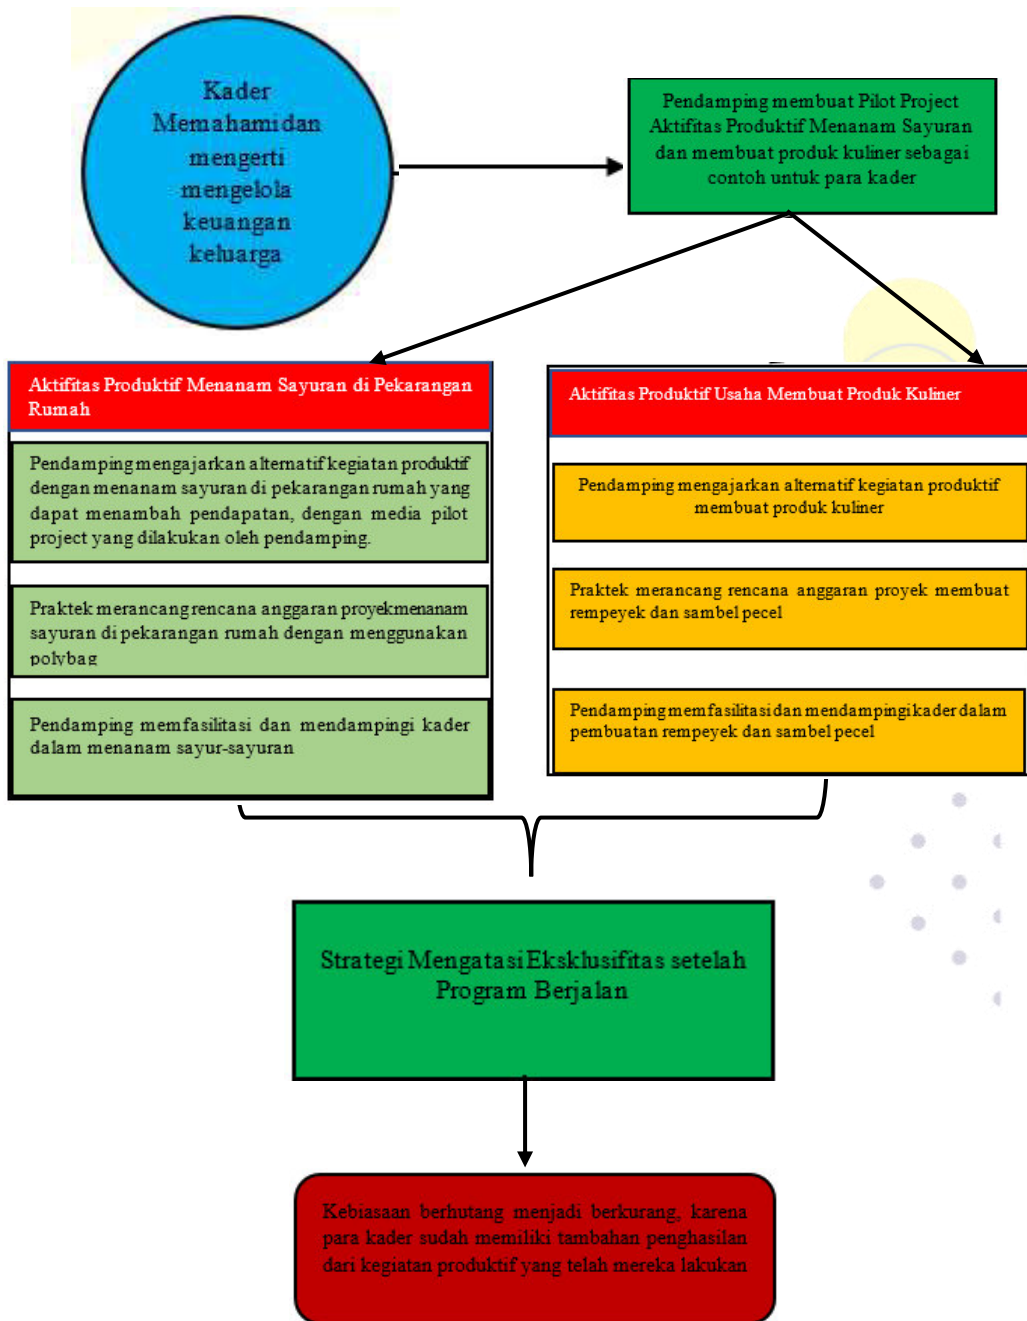 Kader
Memahamidan
mengerti
mengelola
keuangan
keluarga
Pendamping membuat Pilot Project
Aktifitas Produktif Menanam Sayuran
dan membuat produk kuliner sebagai
contoh untuk para kader
Aktifitas Produktif Menanam Sayuran di Pekarangan
Rumah
Pendamping mengajarkan alternatif kegiatan produktif
dengan menanam sayuran di pekarangan rumah yang
dapat menambah pendapatan, dengan media pilot
project yang dilakukan oleh pendamping.
Praktek merancang rencana anggaran proyekmenanam
sayuran di pekarangan rumah dengan menggunakan
polybag
Pendamping memfasilitasi dan mendampingi kader
dalam menanam sayur-sayuran
Aktifitas Produktif Usaha Membuat Produk Kuliner
Pendamping mengajarkan alternatif kegiatan produktif
membuat produk kuliner
Praktek merancang rencana anggaran proyek membuat
rempeyek dan sambel pecel
Pendamping memfasilitasi dan mendampingi kader dalam
pembuatan rempeyek dan sambel pecel
Strategi Mengatasi Eksklusifitas setelah
Program Berjalan
Kebiasaan berhutang menjadi berkurang, karena
para kader sudah memiliki tambahan penghasilan
dari kegiatan produktif yang telah mereka lakukan